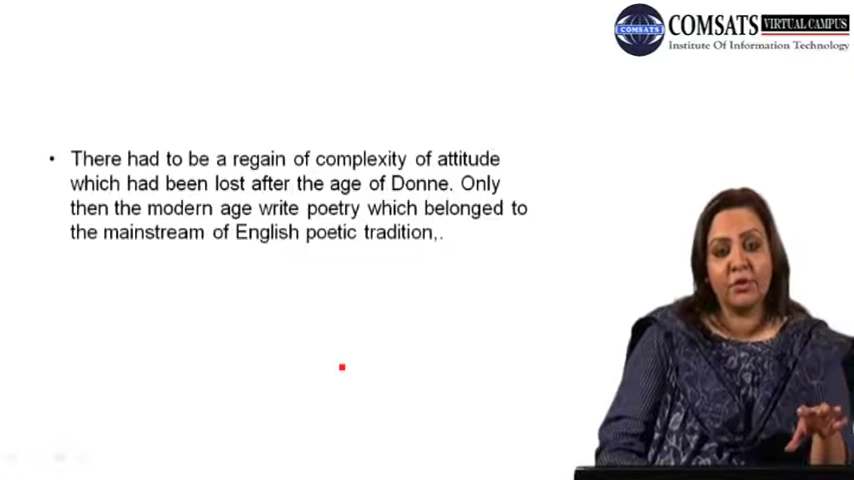 COMSATS VIRTUAL CAMPUS
Institute Of Information Technology
COMSATS
• There had to be a regain of complexity of attitude
which had been lost after the age of Donne. Only
then the modern age write poetry which belonged to
the mainstream of English poetic tradition,.